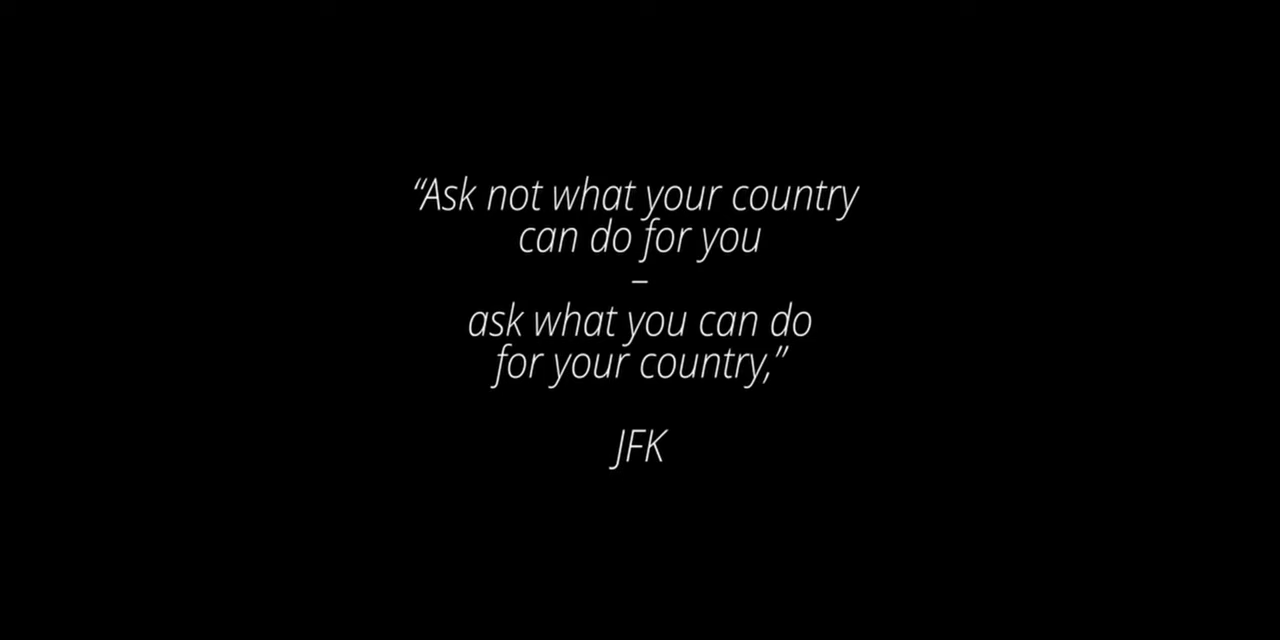 “Ask not what your country
can do for you
–
ask what you can do
for your country,”
JFK